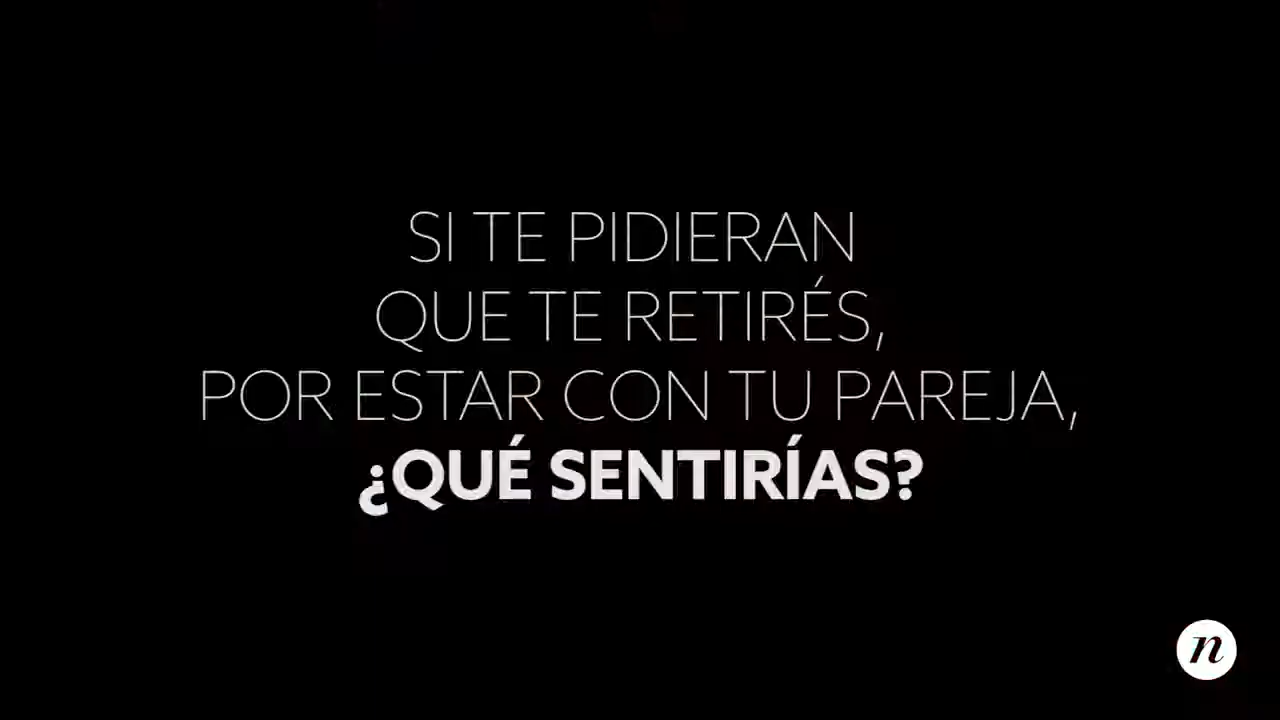 SI TE PIDIERAN
QUE TE RETIRÉS,
POR ESTAR CON TU PAREJA,
¿QUÉ SENTIRÍAS?
n